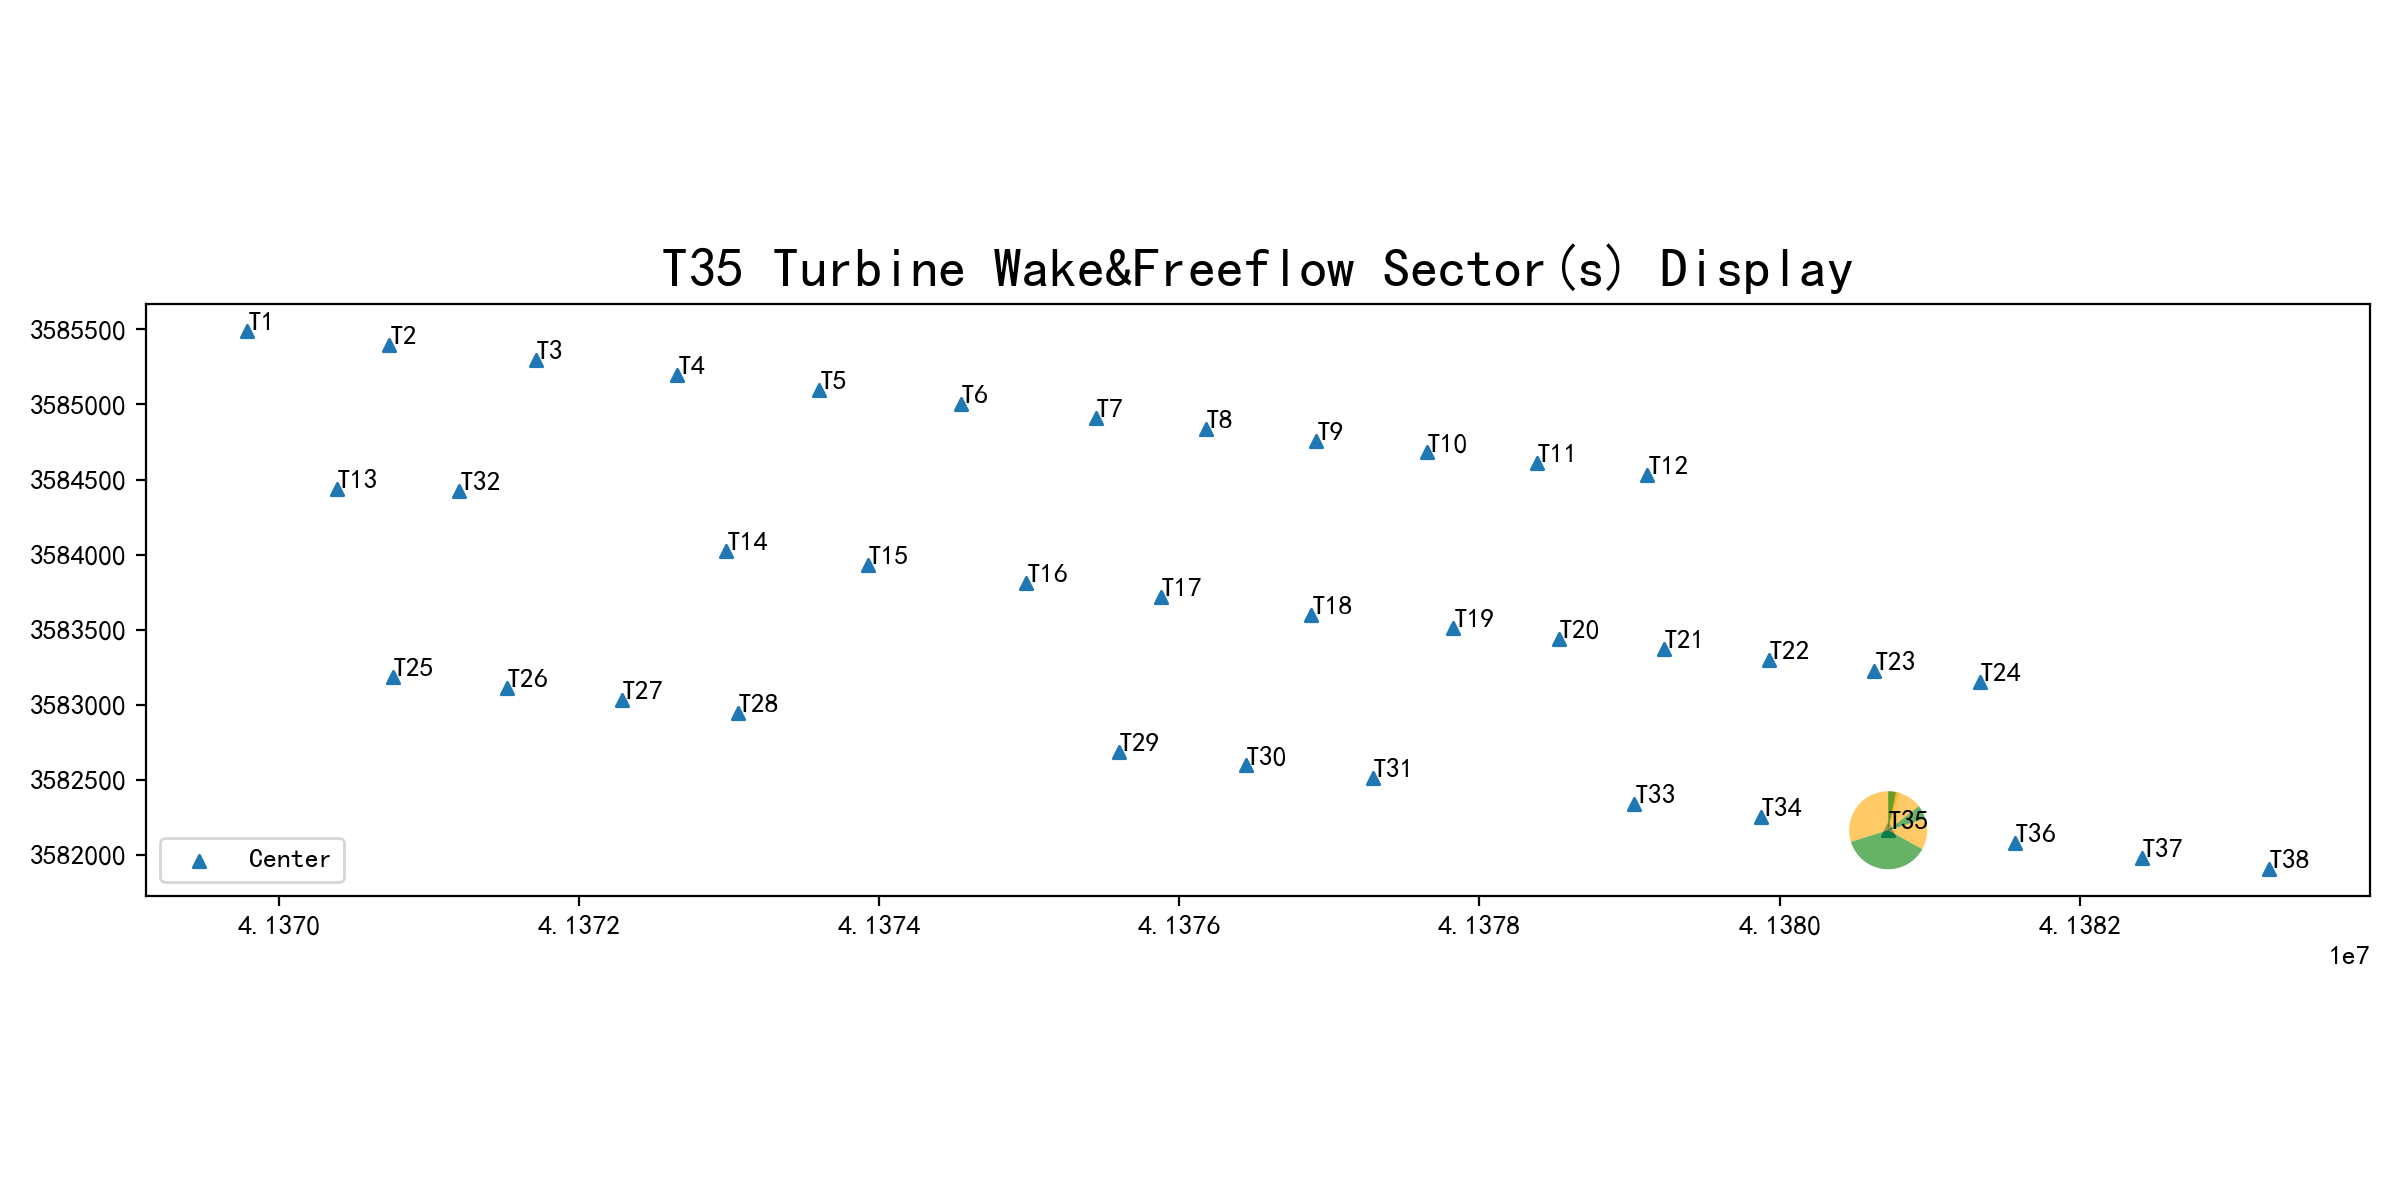 T35 Turbine Wake&Freeflow Sector(s) Display
3585500
3585000
3584500
3584000
3583500
3583000
3582500
3582000
T1
T2
T3
T4
T5
T6
T7
T8
T9
T10
T11
T12
T13
T32
T14
T15
T16
T17
T18
T19
T20
T21
T22
T23
T24
T25
T26
T27
T28
T29
T30
T31
T33
T34
T35
T36
T37
T38
Center
4.1370
4.1372
4.1374
4.1376
4.1378
4.1380
4.1382
1e7